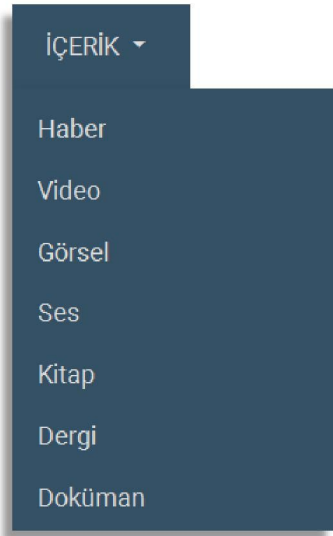 İÇERİK
Haber
Video
Görsel
Ses
Kitap
Dergi
Doküman